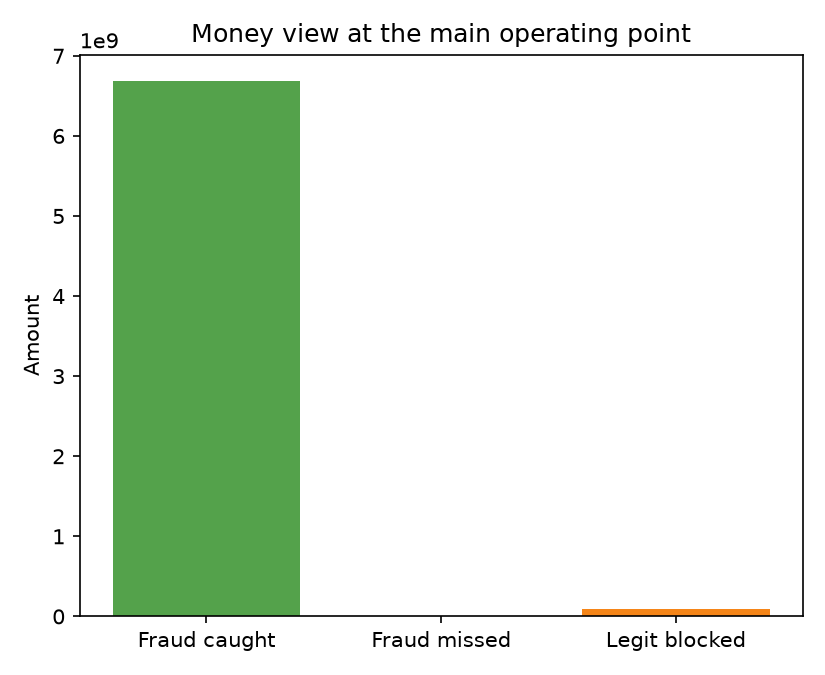 Money view at the main operating point
1e9
7
6
5
4
3
2
1
0
Amount
Fraud caught
Fraud missed
Legit blocked